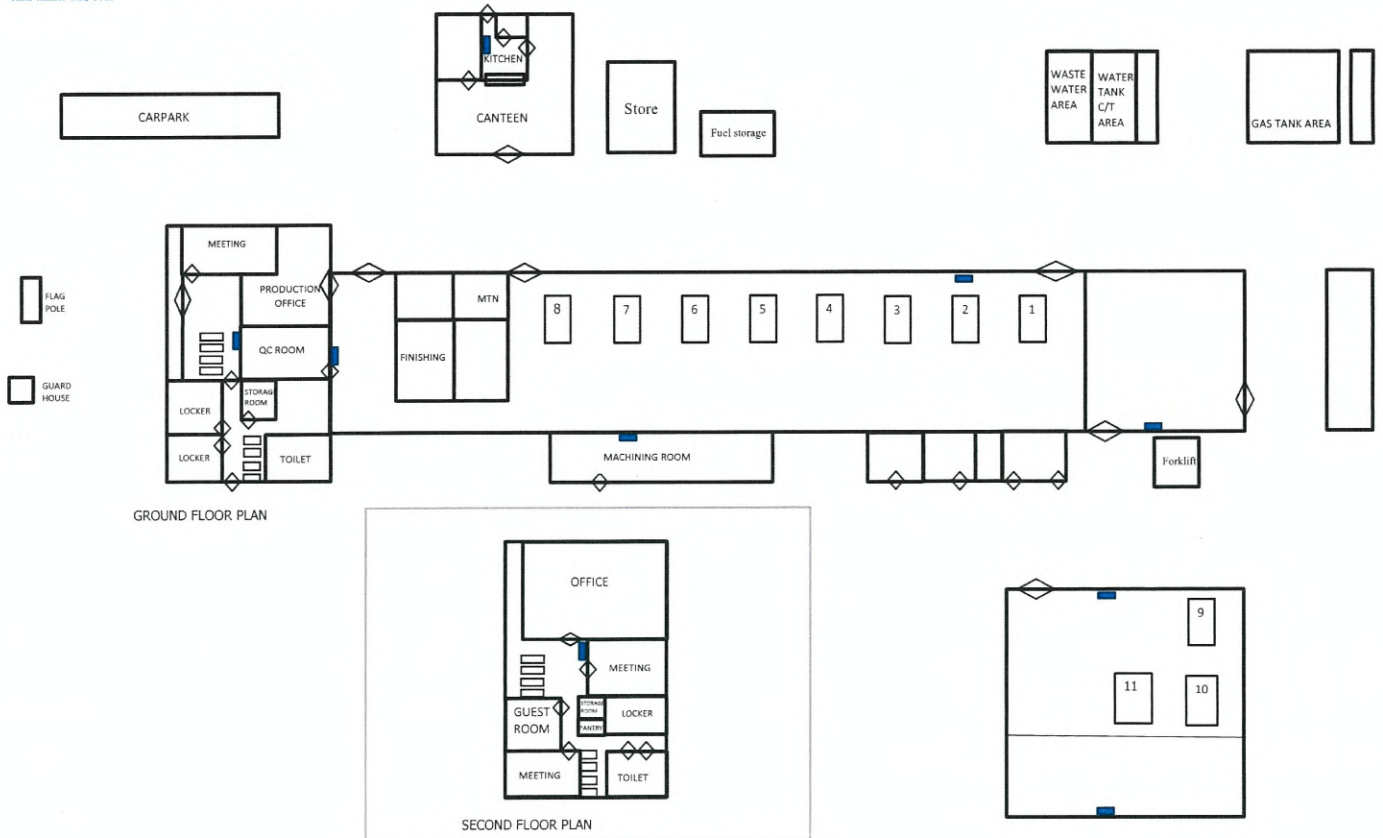 KITCHEN
CANTEEN
Store
Fuel storage
CARPARK
WASTE
WATER
AREA
WATER
TANK
C/T
AREA
GAS TANK AREA
MEETING
PRODUCTION
OFFICE
QC ROOM
FLAG
POLE
GUARD
HOUSE
LOCKER
STORAGE
ROOM
LOCKER
TOILET
MTN
FINISHING
8
7
6
5
4
3
2
1
MACHINING ROOM
Forklift
GROUND FLOOR PLAN
OFFICE
MEETING
GUEST
ROOM
STORAGE
ROOM
PANTRY
LOCKER
MEETING
TOILET
SECOND FLOOR PLAN
9
11
10